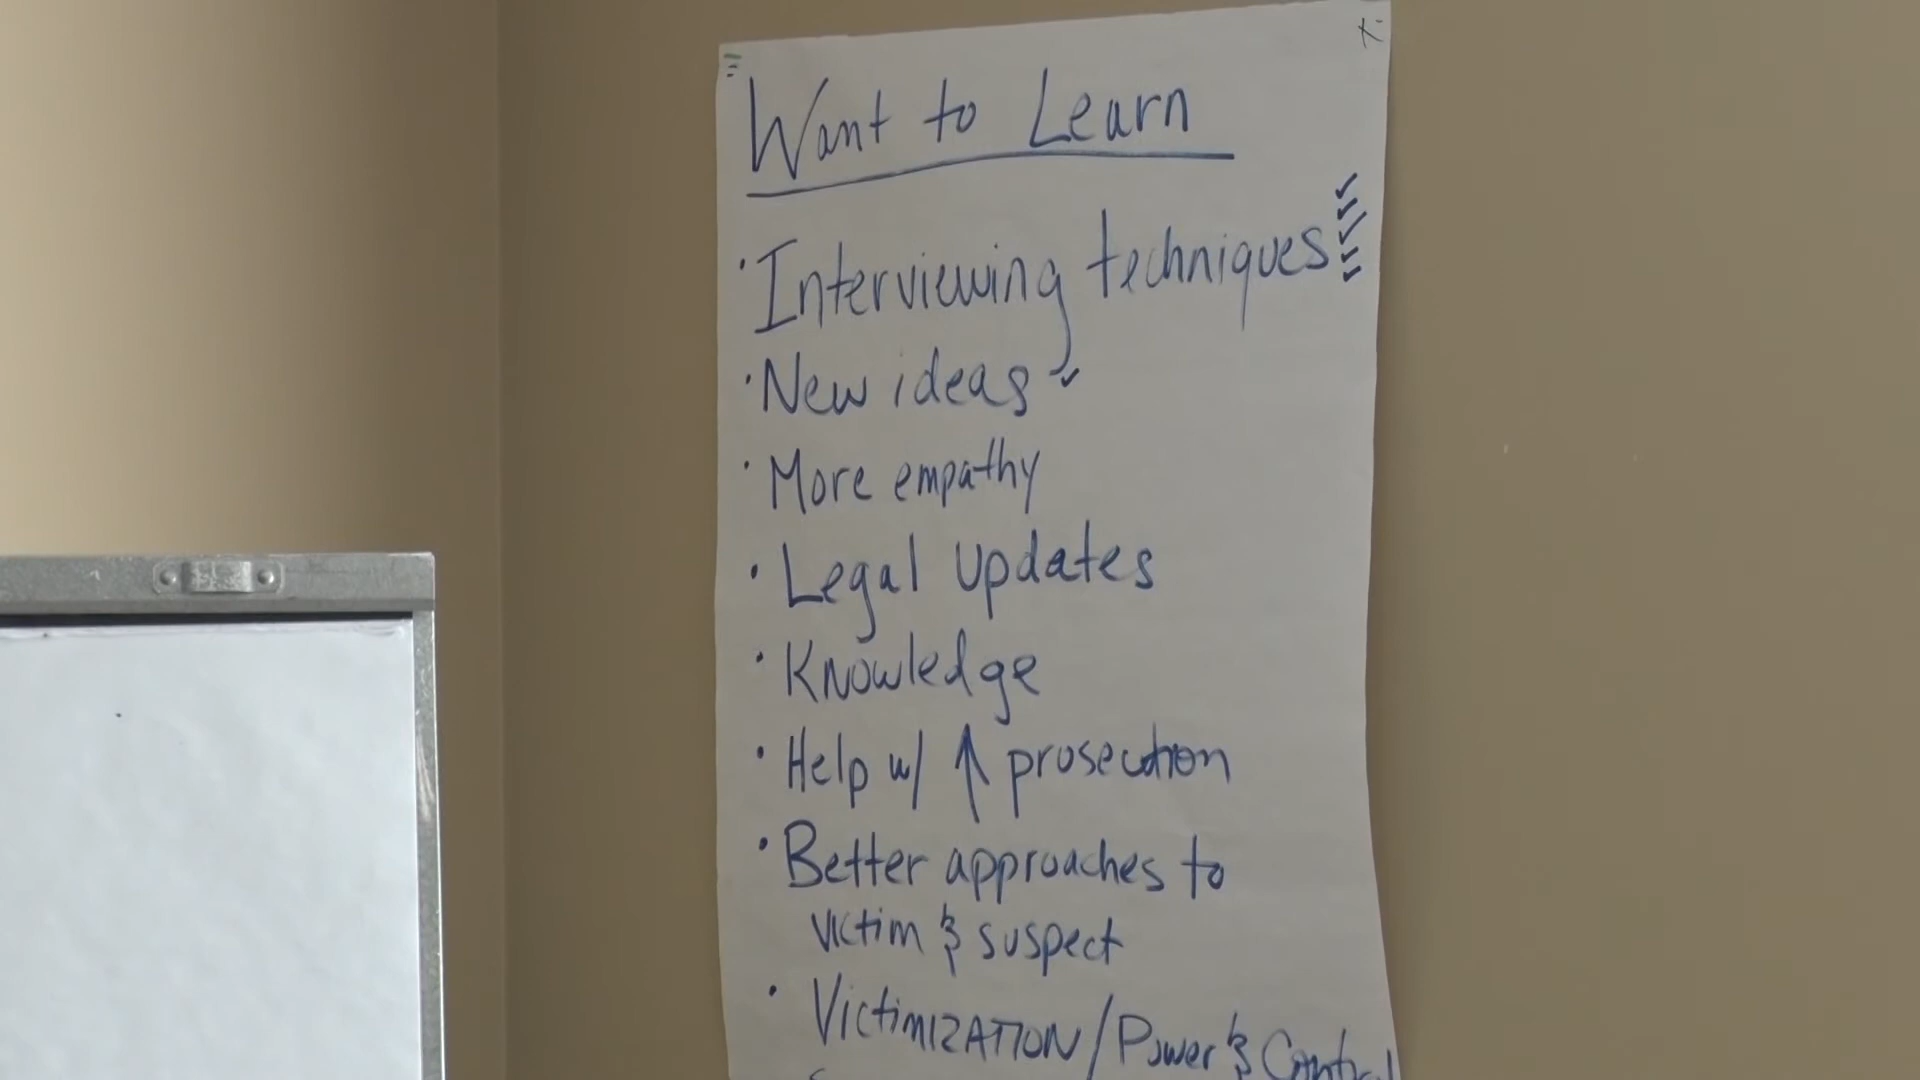 Want to Learn
· Interviewing techniques ✓✓✓✓✓
· New ideas ✓
· More empathy
· Legal updates
· Knowledge
· Help w/ ↑ prosecution
· Better approaches to
victim & suspect
· Victimization / Power & Control